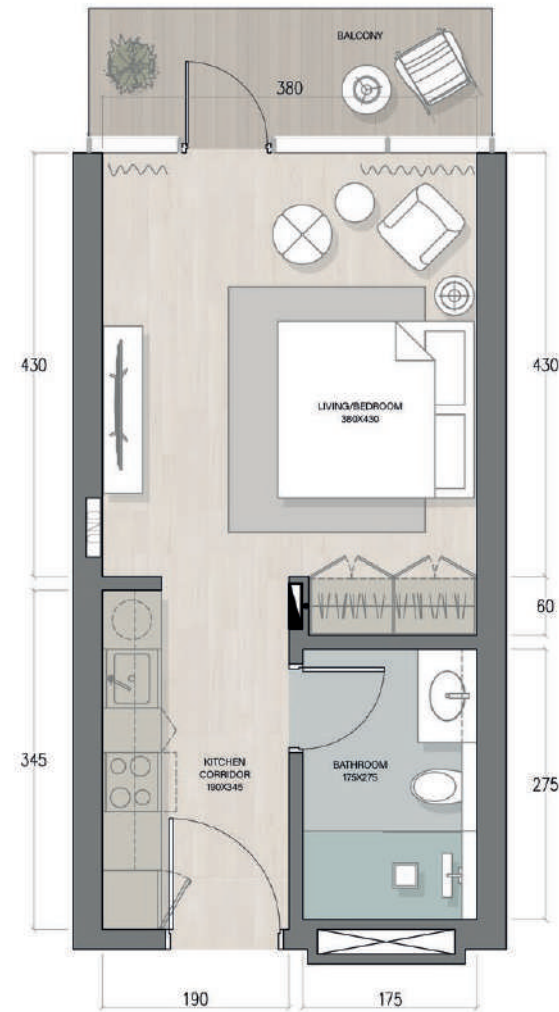 BALCONY
380
430
430
LIVING/BEDROOM
380X430
60
345
KITCHEN
CORRIDOR
190X345
BATHROOM
175X275
275
190
175